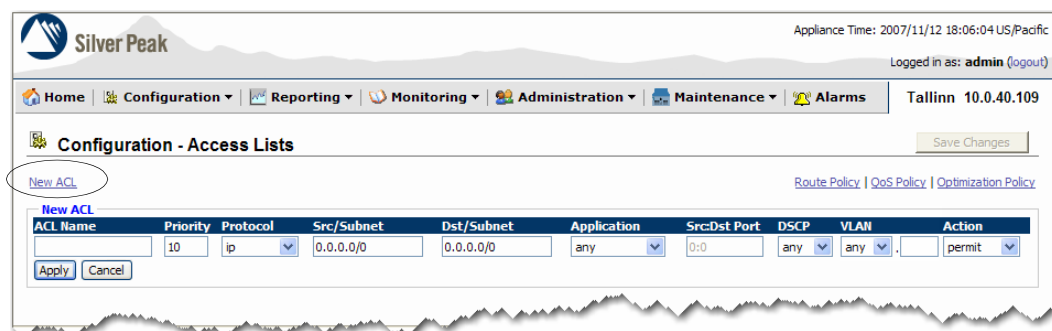 Silver Peak
Appliance Time: 2007/11/12 18:06:04 US/Pacific
Logged in as: admin (logout)
Home Configuration Reporting Monitoring Administration Maintenance Alarms Tallinn 10.0.40.109
Configuration - Access Lists Save Changes
New ACL Route Policy | QoS Policy | Optimization Policy
New ACL
ACL Name Priority Protocol Src/Subnet Dst/Subnet Application Src:Dst Port DSCP VLAN Action
10 ip 0.0.0.0/0 0.0.0.0/0 any 0:0 any any . permit
Apply Cancel